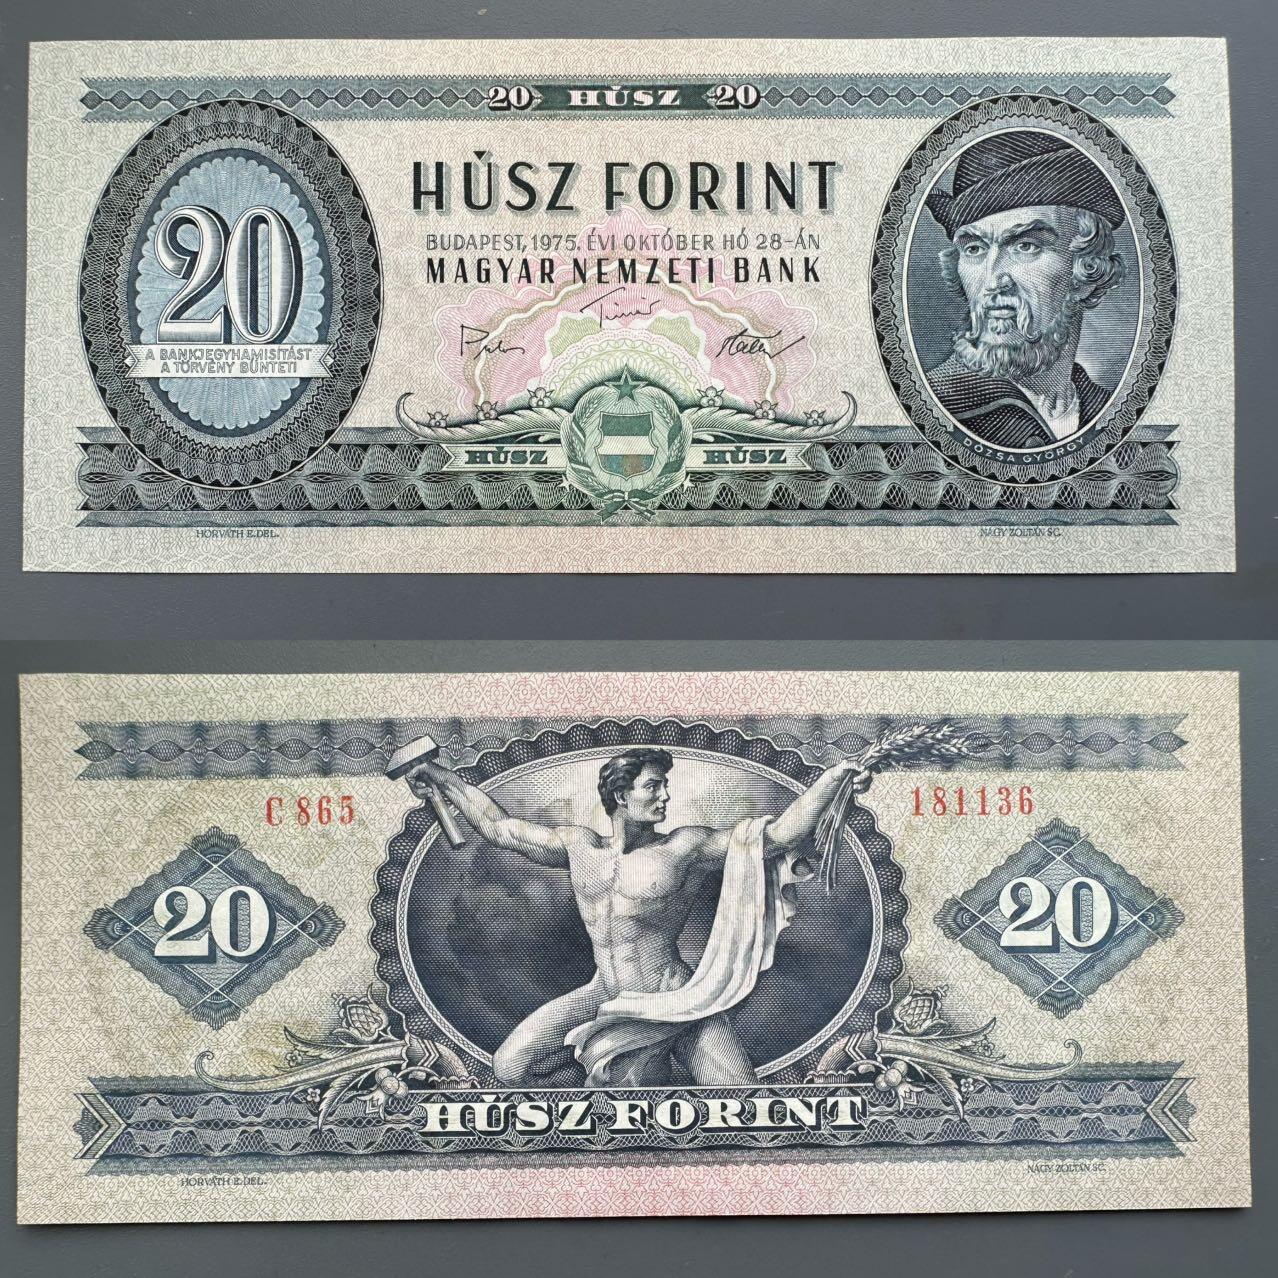 20 HÚSZ 20
HÚSZ FORINT
BUDAPEST, 1975. ÉVI OKTÓBER HÓ 28-ÁN
MAGYAR NEMZETI BANK
20
A BANKJEGYHAMISÍTÁST
A TÖRVÉNY BÜNTETI
DÓZSA GYÖRGY
HÚSZ HÚSZ
HORVÁTH E. DEL.
NAGY ZOLTÁN SC.
C 865
181136
20
20
HÚSZ FORINT
HORVÁTH E. DEL.
NAGY ZOLTÁN SC.